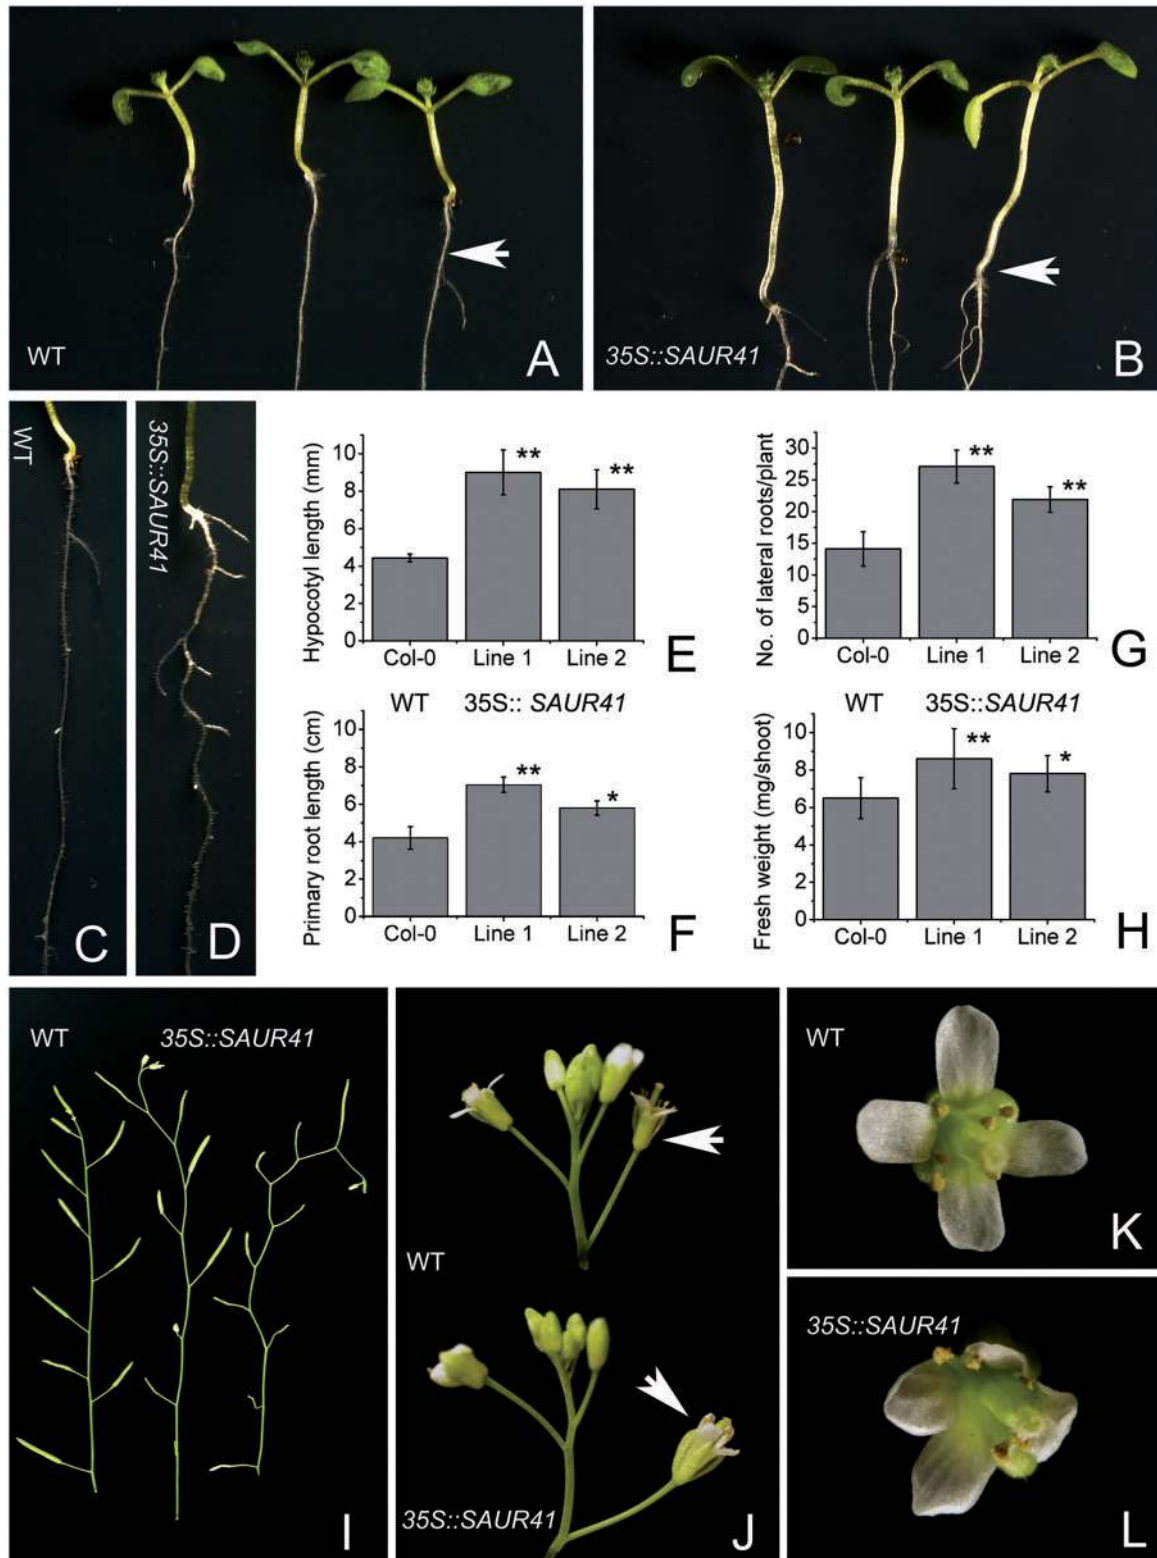 WT
A
35S::SAUR41
B
WT
C
35S::SAUR41
D
Hypocotyl length (mm)
10
8
6
4
2
0
**
**
Col-0
Line 1
Line 2
E
No. of lateral roots/plant
30
25
20
15
10
5
0
**
**
Col-0
Line 1
Line 2
G
WT
35S:: SAUR41
Primary root length (cm)
10
8
6
4
2
0
**
*
Col-0
Line 1
Line 2
F
WT
35S::SAUR41
Fresh weight (mg/shoot)
10
8
6
4
2
0
**
*
Col-0
Line 1
Line 2
H
WT
35S::SAUR41
I
WT
35S::SAUR41
J
WT
K
35S::SAUR41
L